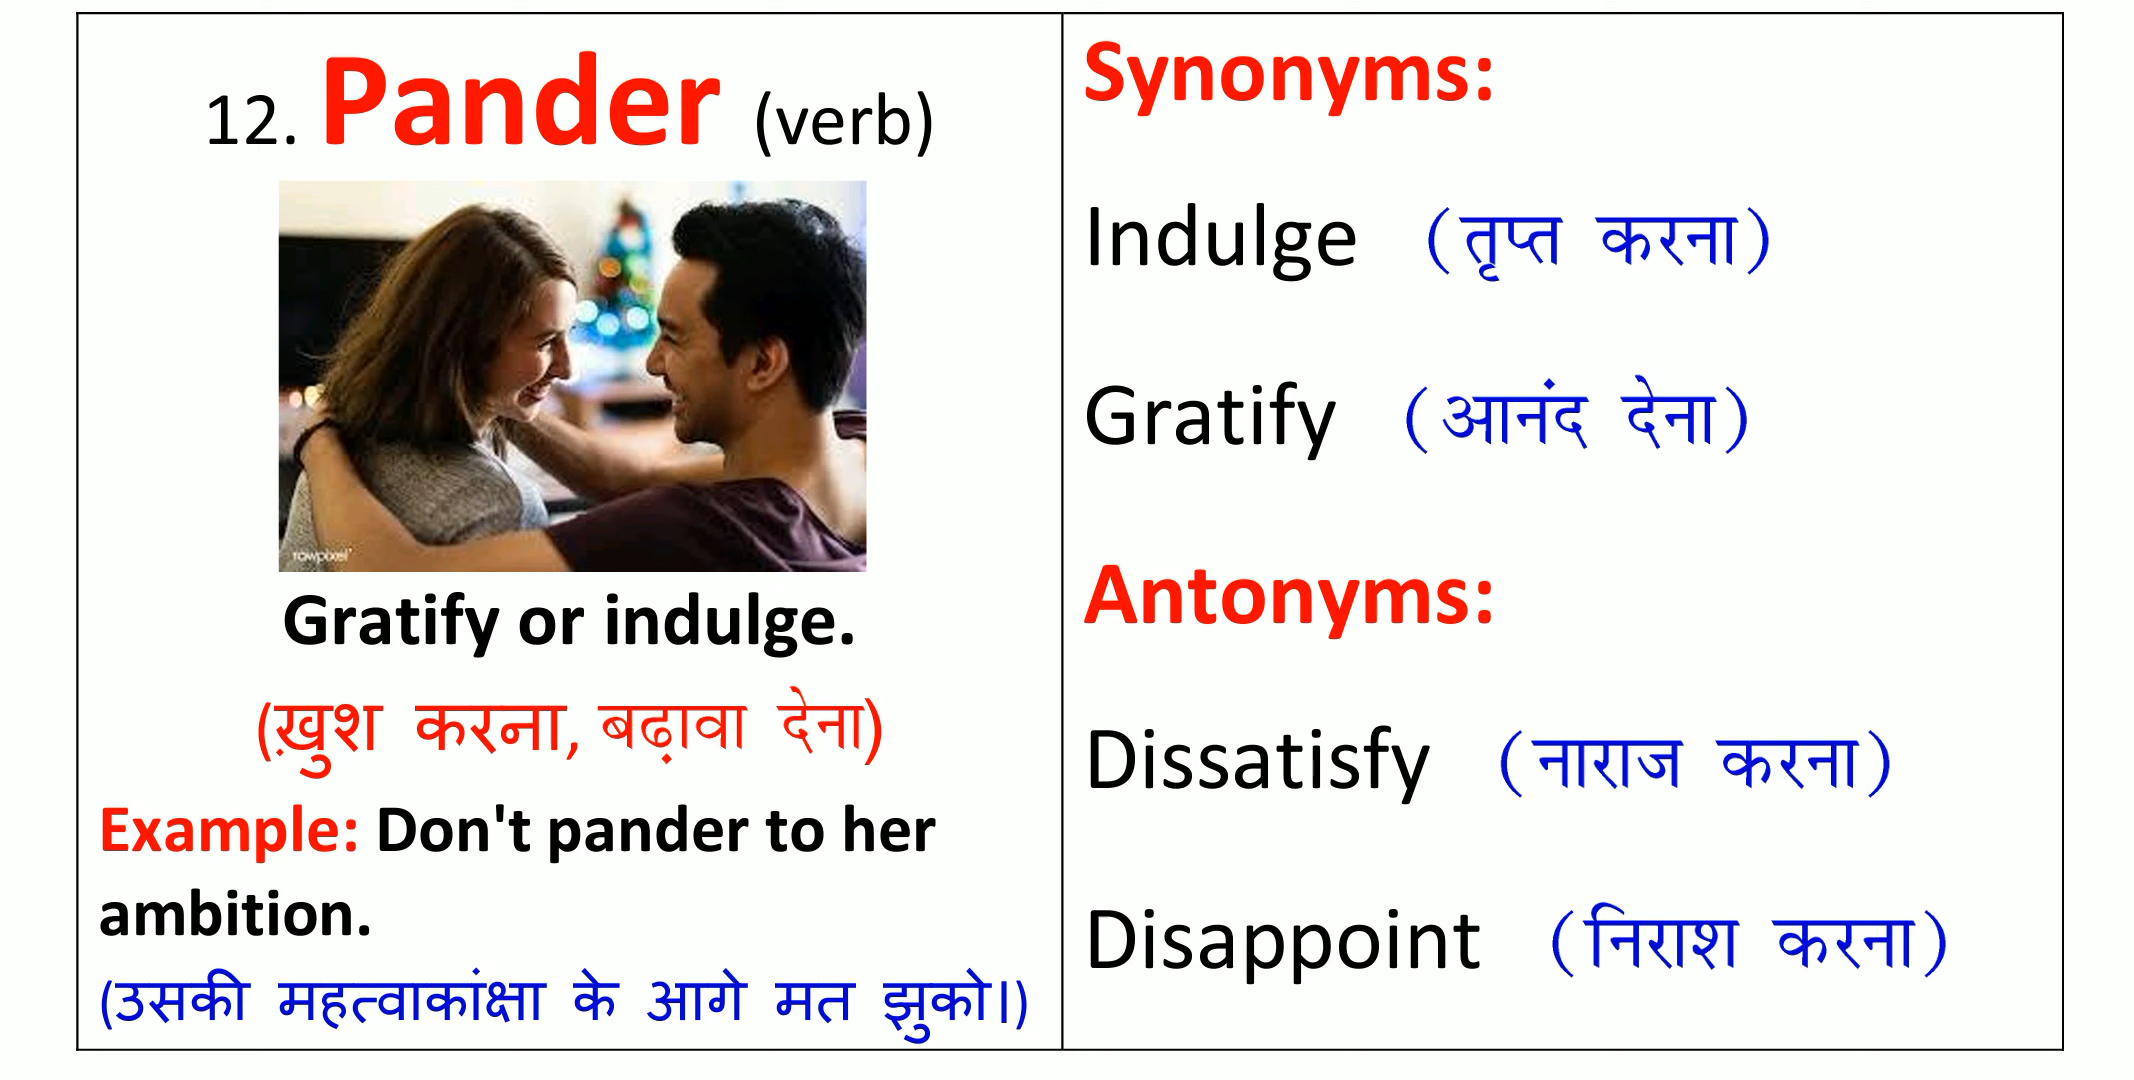 12. Pander (verb)
rawpixel
Gratify or indulge.
(ख़ुश करना, बढ़ावा देना)
Example: Don't pander to her
ambition.
(उसकी महत्वाकांक्षा के आगे मत झुको।)
Synonyms:
Indulge (तृप्त करना)
Gratify (आनंद देना)
Antonyms:
Dissatisfy (नाराज करना)
Disappoint (निराश करना)